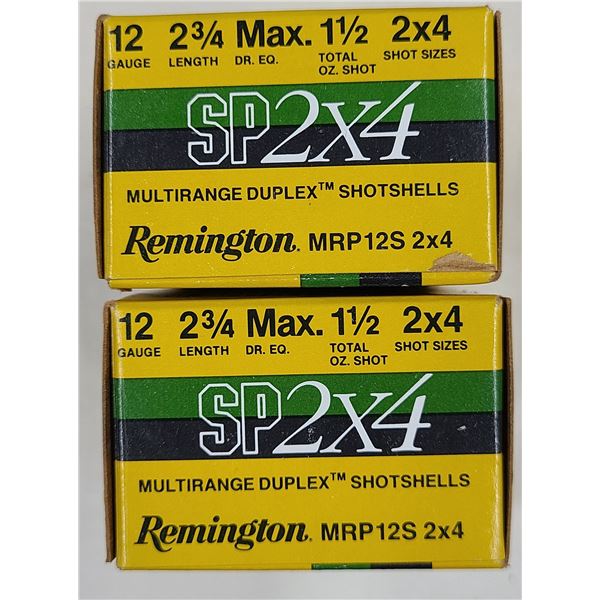 12 2¾ Max. 1½ 2x4
GAUGE LENGTH DR. EQ. TOTAL OZ. SHOT SHOT SIZES
SP2x4
MULTIRANGE DUPLEX™ SHOTSHELLS
Remington. MRP12S 2x4
12 2¾ Max. 1½ 2x4
GAUGE LENGTH DR. EQ. TOTAL OZ. SHOT SHOT SIZES
SP2x4
MULTIRANGE DUPLEX™ SHOTSHELLS
Remington. MRP12S 2x4